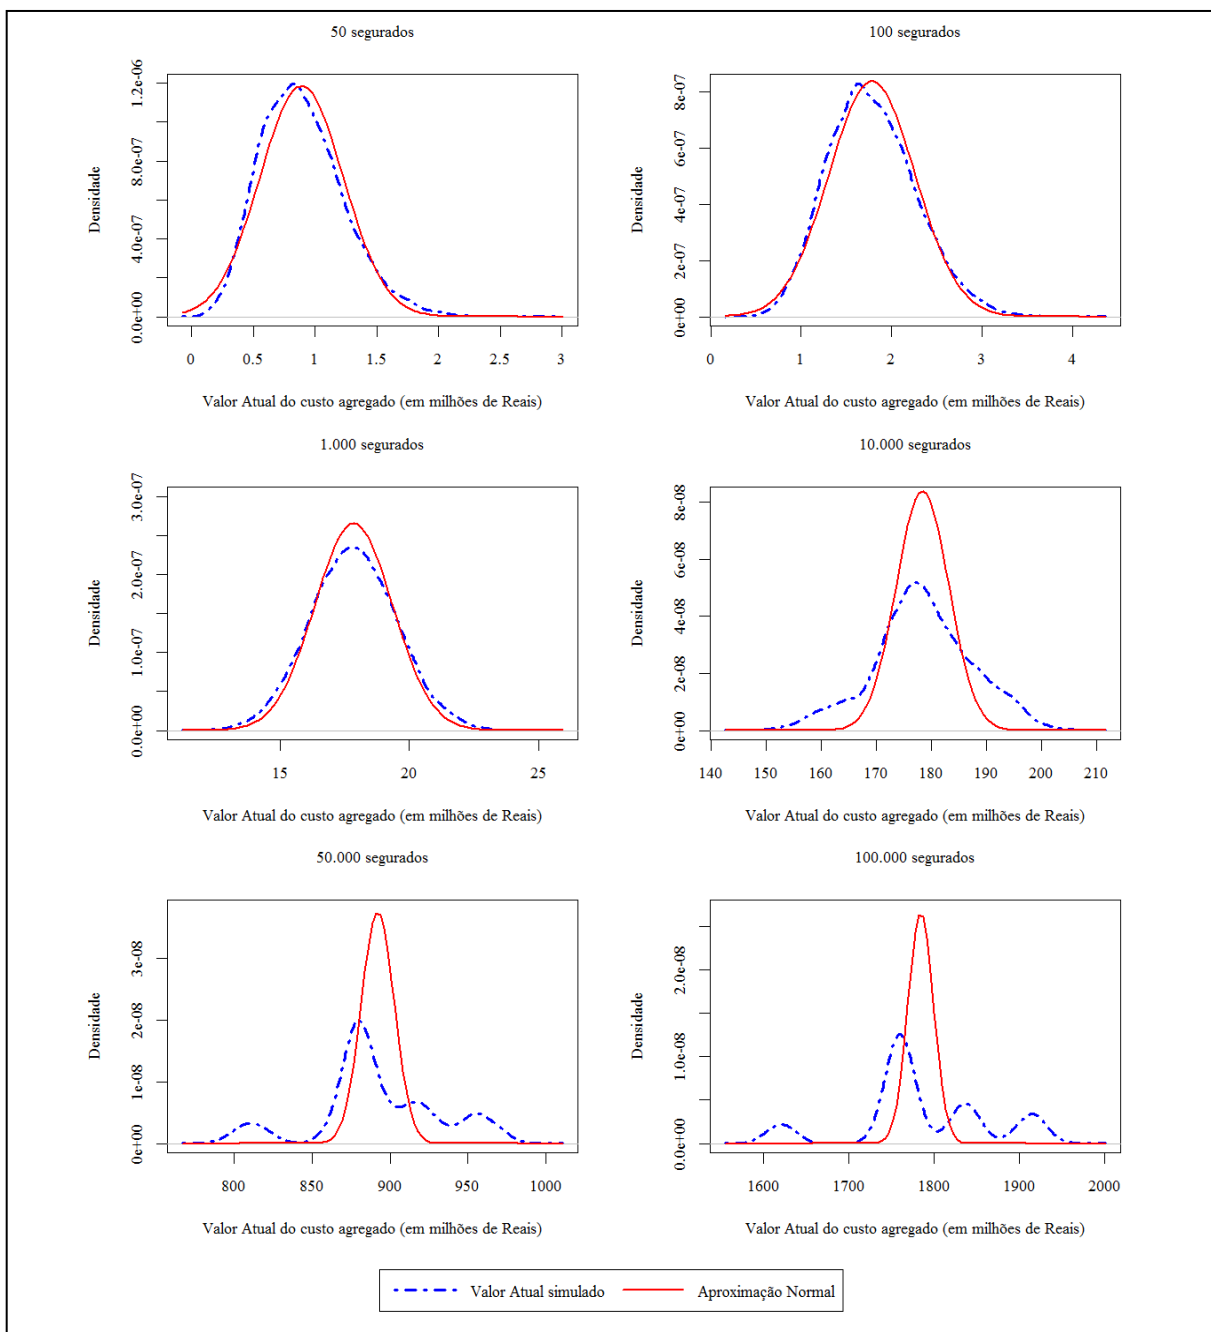 50 segurados
Densidade
0.0e+00 4.0e-07 8.0e-07 1.2e-06
0 0.5 1 1.5 2 2.5 3
Valor Atual do custo agregado (em milhões de Reais)
100 segurados
Densidade
0e+00 2e-07 4e-07 6e-07 8e-07
0 1 2 3 4
Valor Atual do custo agregado (em milhões de Reais)
1.000 segurados
Densidade
0.0e+00 1.0e-07 2.0e-07 3.0e-07
15 20 25
Valor Atual do custo agregado (em milhões de Reais)
10.000 segurados
Densidade
0e+00 2e-08 4e-08 6e-08 8e-08
140 150 160 170 180 190 200 210
Valor Atual do custo agregado (em milhões de Reais)
50.000 segurados
Densidade
0e+00 1e-08 2e-08 3e-08
800 850 900 950 1000
Valor Atual do custo agregado (em milhões de Reais)
100.000 segurados
Densidade
0.0e+00 1.0e-08 2.0e-08
1600 1700 1800 1900 2000
Valor Atual do custo agregado (em milhões de Reais)
Valor Atual simulado Aproximação Normal